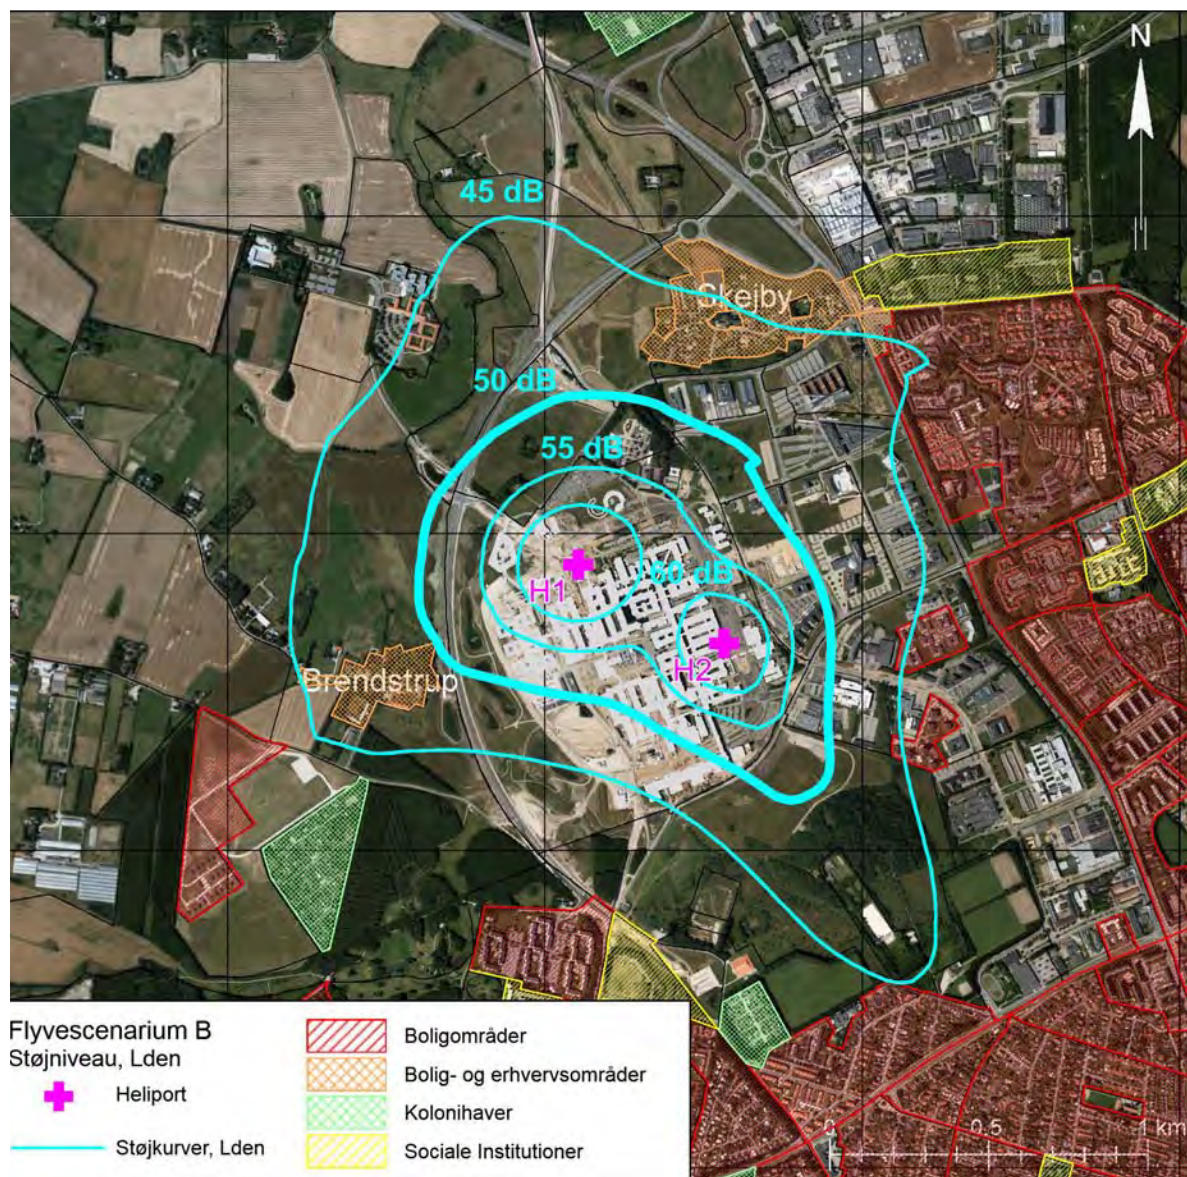 N
45 dB
Skejby
50 dB
55 dB
60 dB
H1
H2
Brendstrup
Flyvescenarium B
Støjniveau, Lden
Heliport
Støjkurver, Lden
Boligområder
Bolig- og erhvervsområder
Kolonihaver
Sociale Institutioner
0 0.5 1 km